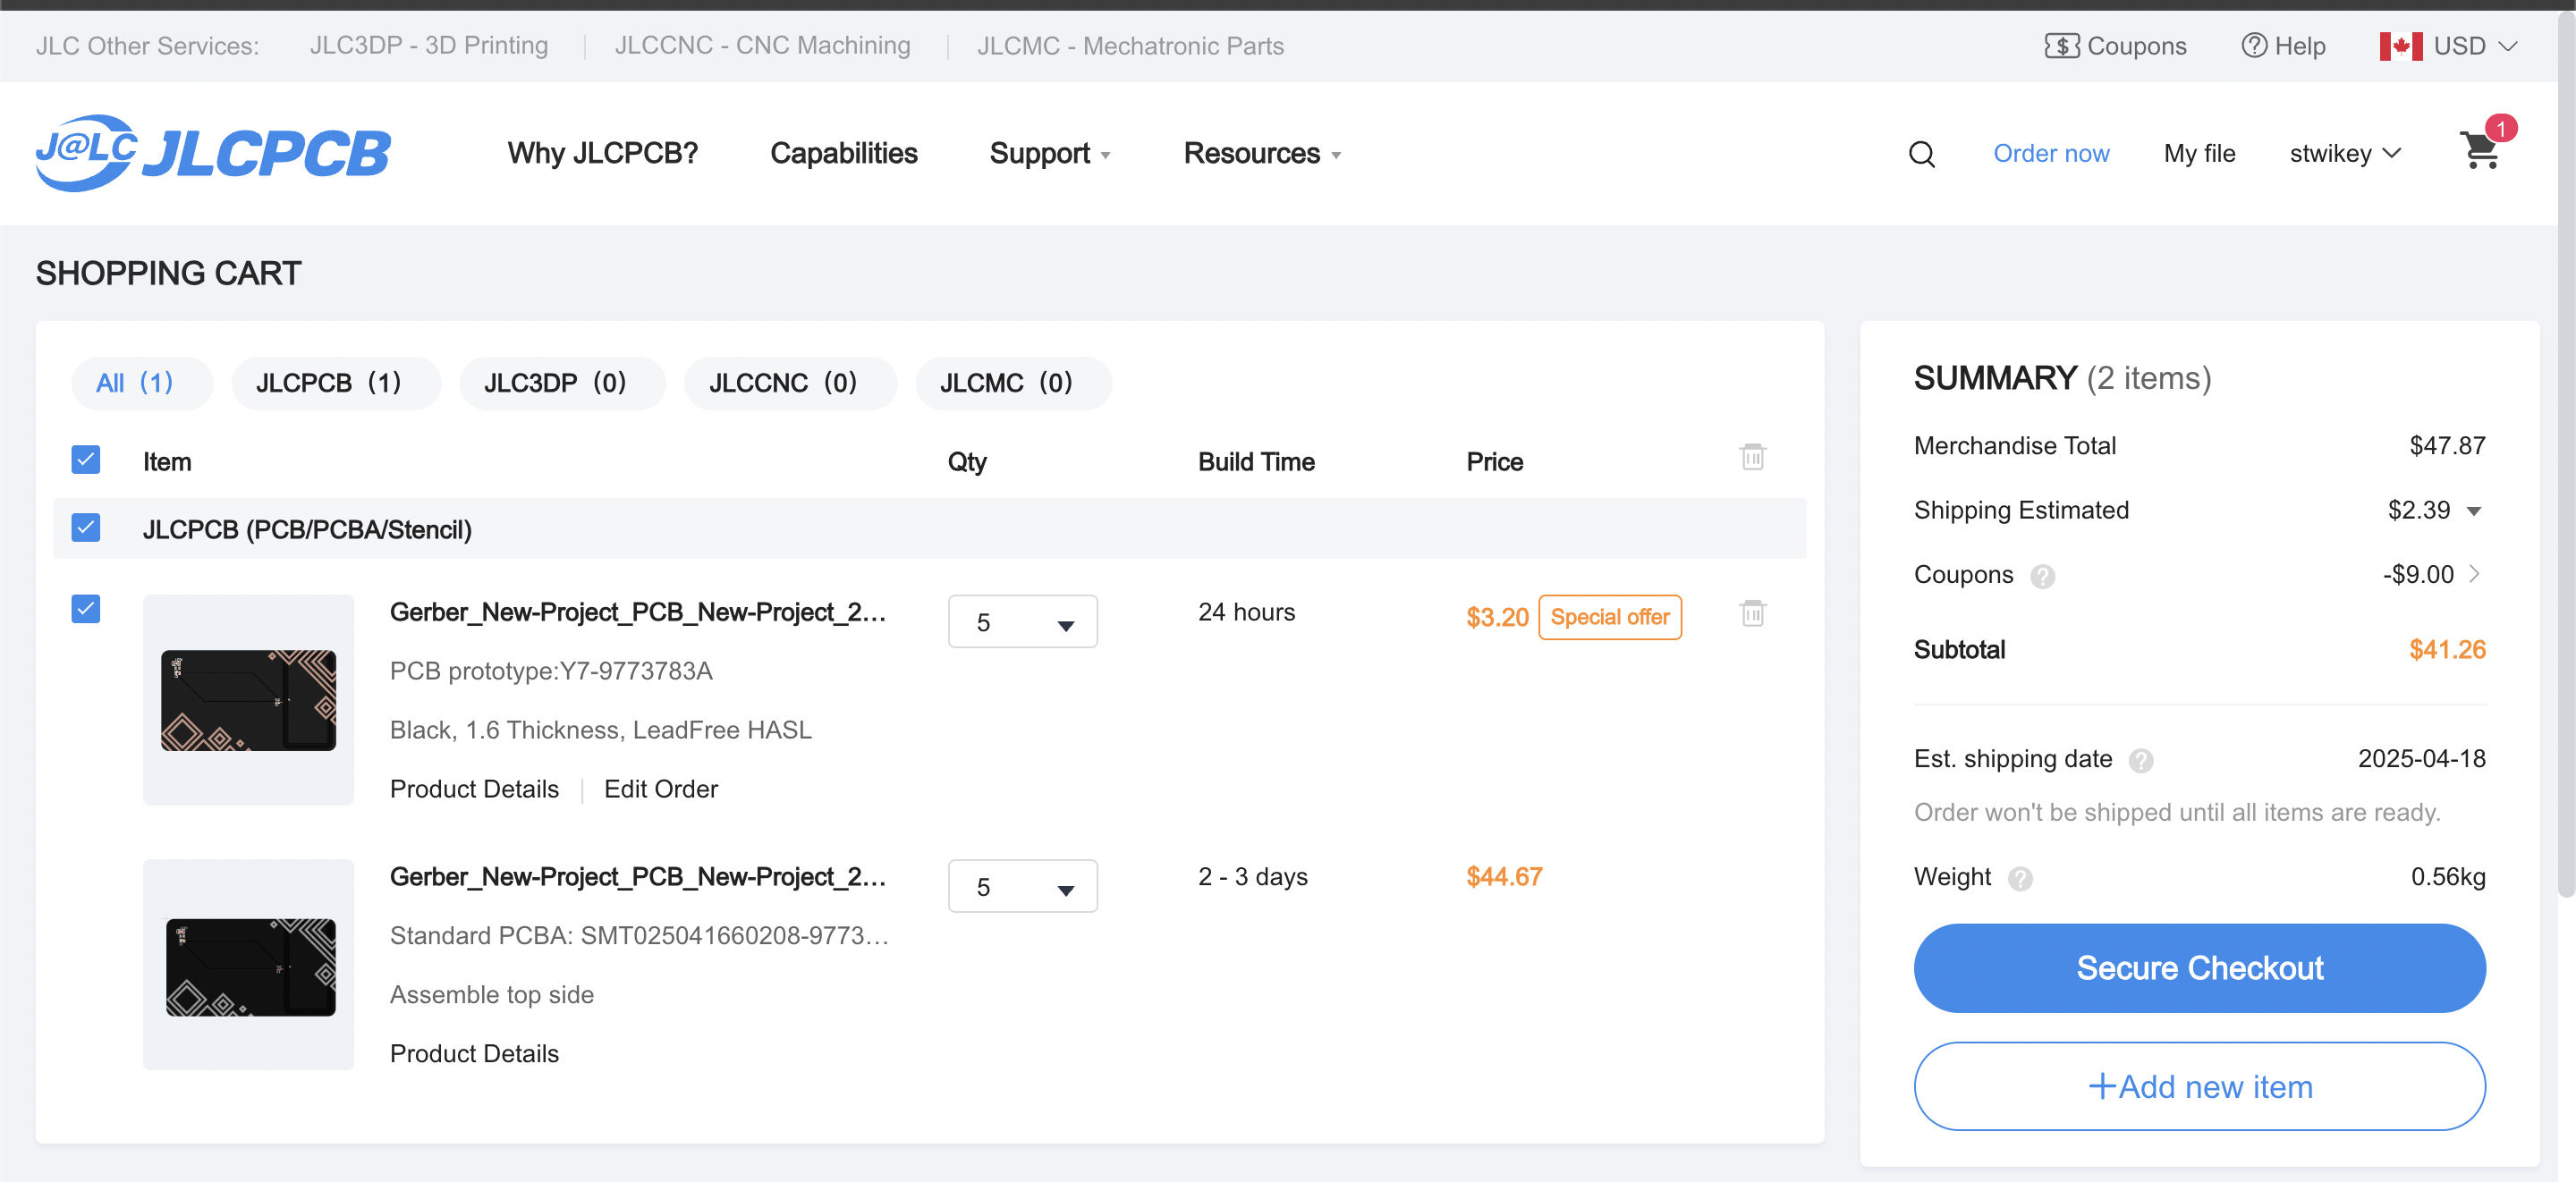 JLC Other Services: JLC3DP - 3D Printing JLCCNC - CNC Machining JLCMC - Mechatronic Parts Coupons Help USD
J@LC JLCPCB Why JLCPCB? Capabilities Support Resources Order now My file stwikey 1
SHOPPING CART
All (1) JLCPCB (1) JLC3DP (0) JLCCNC (0) JLCMC (0)
Item Qty Build Time Price
JLCPCB (PCB/PCBA/Stencil)
Gerber_New-Project_PCB_New-Project_2... 5 24 hours $3.20 Special offer
PCB prototype:Y7-9773783A
Black, 1.6 Thickness, LeadFree HASL
Product Details Edit Order
Gerber_New-Project_PCB_New-Project_2... 5 2 - 3 days $44.67
Standard PCBA: SMT025041660208-9773...
Assemble top side
Product Details
SUMMARY (2 items)
Merchandise Total $47.87
Shipping Estimated $2.39
Coupons ? -$9.00
Subtotal $41.26
Est. shipping date ? 2025-04-18
Order won't be shipped until all items are ready.
Weight ? 0.56kg
Secure Checkout
+Add new item